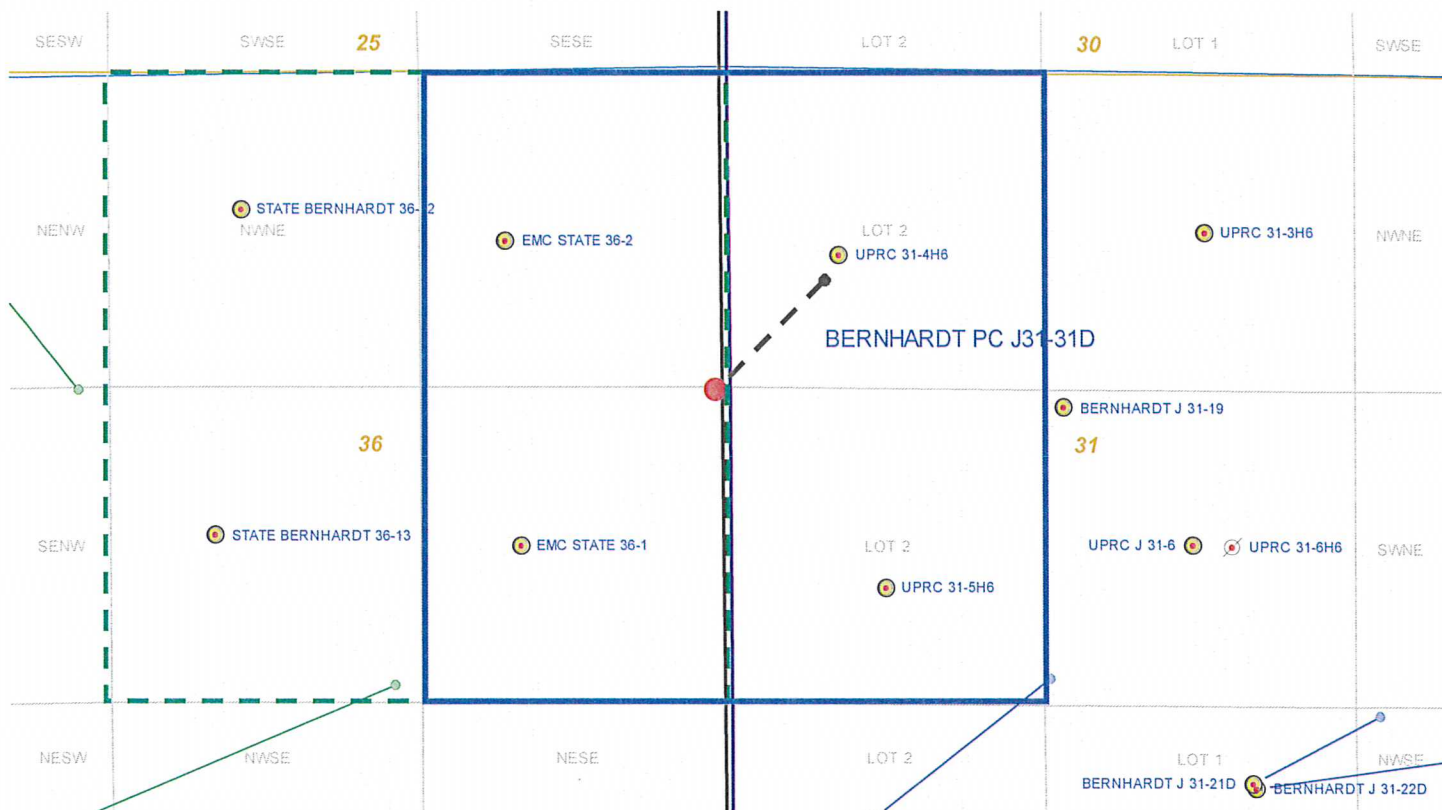 SESW
SWSE
25
SESE
LOT 2
30
LOT 1
SWSE
STATE BERNHARDT 36-12
NENW
NWNE
EMC STATE 36-2
LOT 2
UPRC 31-4H6
UPRC 31-3H6
NWNE
BERNHARDT PC J31-31D
BERNHARDT J 31-19
36
31
STATE BERNHARDT 36-13
SENW
EMC STATE 36-1
LOT 2
UPRC J 31-6
UPRC 31-6H6
SWNE
UPRC 31-5H6
NESW
NWSE
NESE
LOT 2
LOT 1
NWSE
BERNHARDT J 31-21D
BERNHARDT J 31-22D